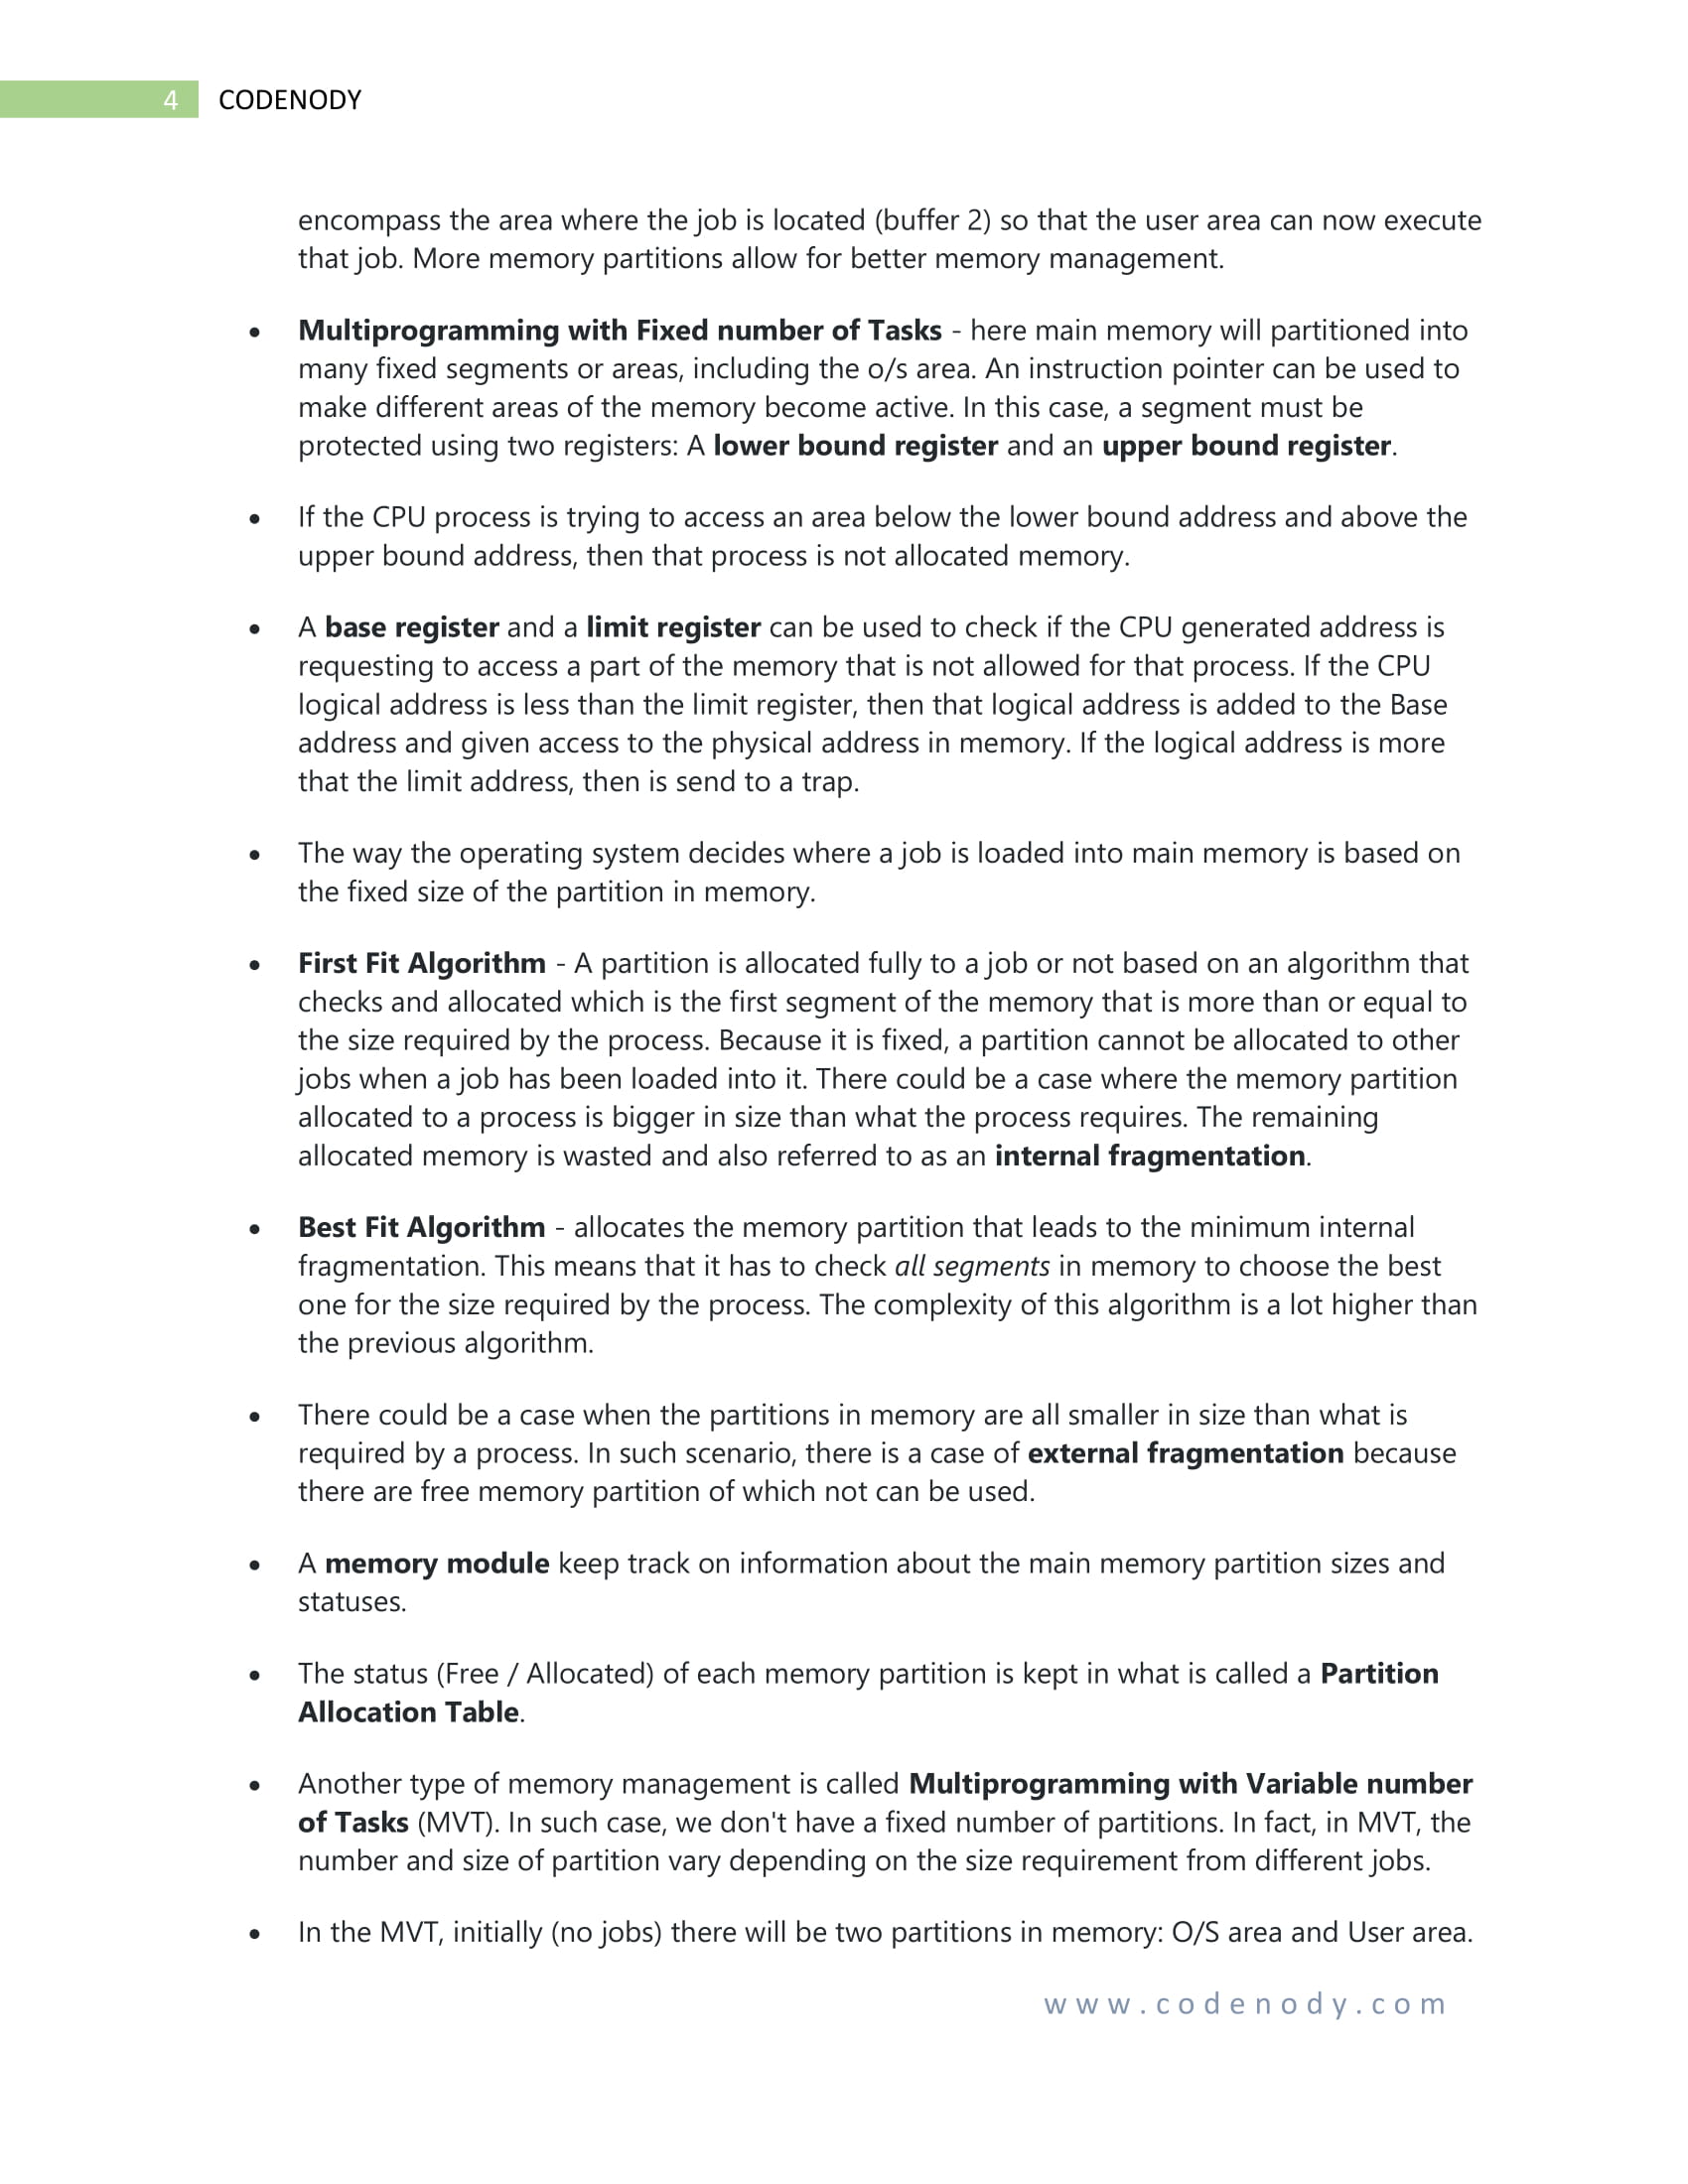 4 CODENODY
encompass the area where the job is located (buffer 2) so that the user area can now execute
that job. More memory partitions allow for better memory management.
• Multiprogramming with Fixed number of Tasks - here main memory will partitioned into
many fixed segments or areas, including the o/s area. An instruction pointer can be used to
make different areas of the memory become active. In this case, a segment must be
protected using two registers: A lower bound register and an upper bound register.
• If the CPU process is trying to access an area below the lower bound address and above the
upper bound address, then that process is not allocated memory.
• A base register and a limit register can be used to check if the CPU generated address is
requesting to access a part of the memory that is not allowed for that process. If the CPU
logical address is less than the limit register, then that logical address is added to the Base
address and given access to the physical address in memory. If the logical address is more
that the limit address, then is send to a trap.
• The way the operating system decides where a job is loaded into main memory is based on
the fixed size of the partition in memory.
• First Fit Algorithm - A partition is allocated fully to a job or not based on an algorithm that
checks and allocated which is the first segment of the memory that is more than or equal to
the size required by the process. Because it is fixed, a partition cannot be allocated to other
jobs when a job has been loaded into it. There could be a case where the memory partition
allocated to a process is bigger in size than what the process requires. The remaining
allocated memory is wasted and also referred to as an internal fragmentation.
• Best Fit Algorithm - allocates the memory partition that leads to the minimum internal
fragmentation. This means that it has to check all segments in memory to choose the best
one for the size required by the process. The complexity of this algorithm is a lot higher than
the previous algorithm.
• There could be a case when the partitions in memory are all smaller in size than what is
required by a process. In such scenario, there is a case of external fragmentation because
there are free memory partition of which not can be used.
• A memory module keep track on information about the main memory partition sizes and
statuses.
• The status (Free / Allocated) of each memory partition is kept in what is called a Partition
Allocation Table.
• Another type of memory management is called Multiprogramming with Variable number
of Tasks (MVT). In such case, we don't have a fixed number of partitions. In fact, in MVT, the
number and size of partition vary depending on the size requirement from different jobs.
• In the MVT, initially (no jobs) there will be two partitions in memory: O/S area and User area.
www.codenody.com